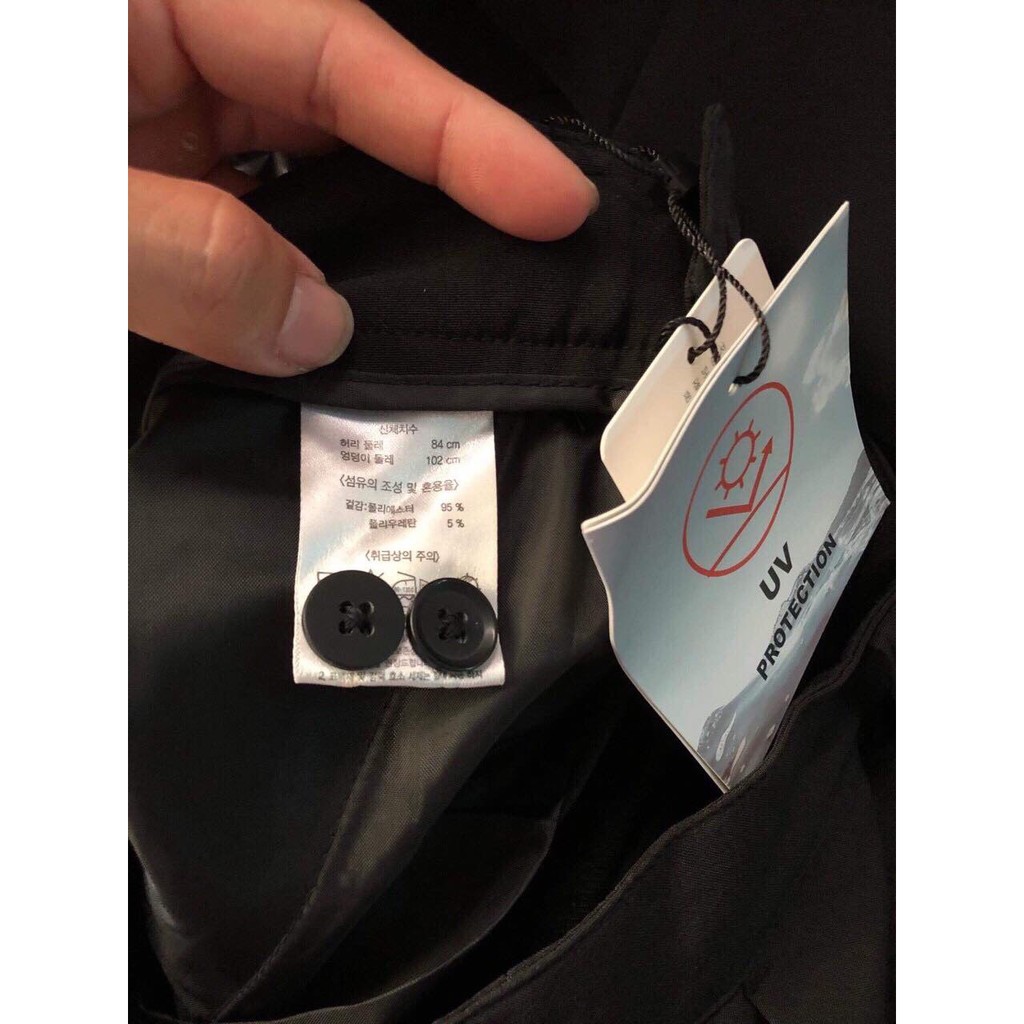 신체치수
허리 둘레 84 cm
엉덩이 둘레 102 cm
〈섬유의 조성 및 혼용율〉
겉감:폴리에스터 95 %
폴리우레탄 5 %
〈취급상의 주의〉
UV
PROTECTION